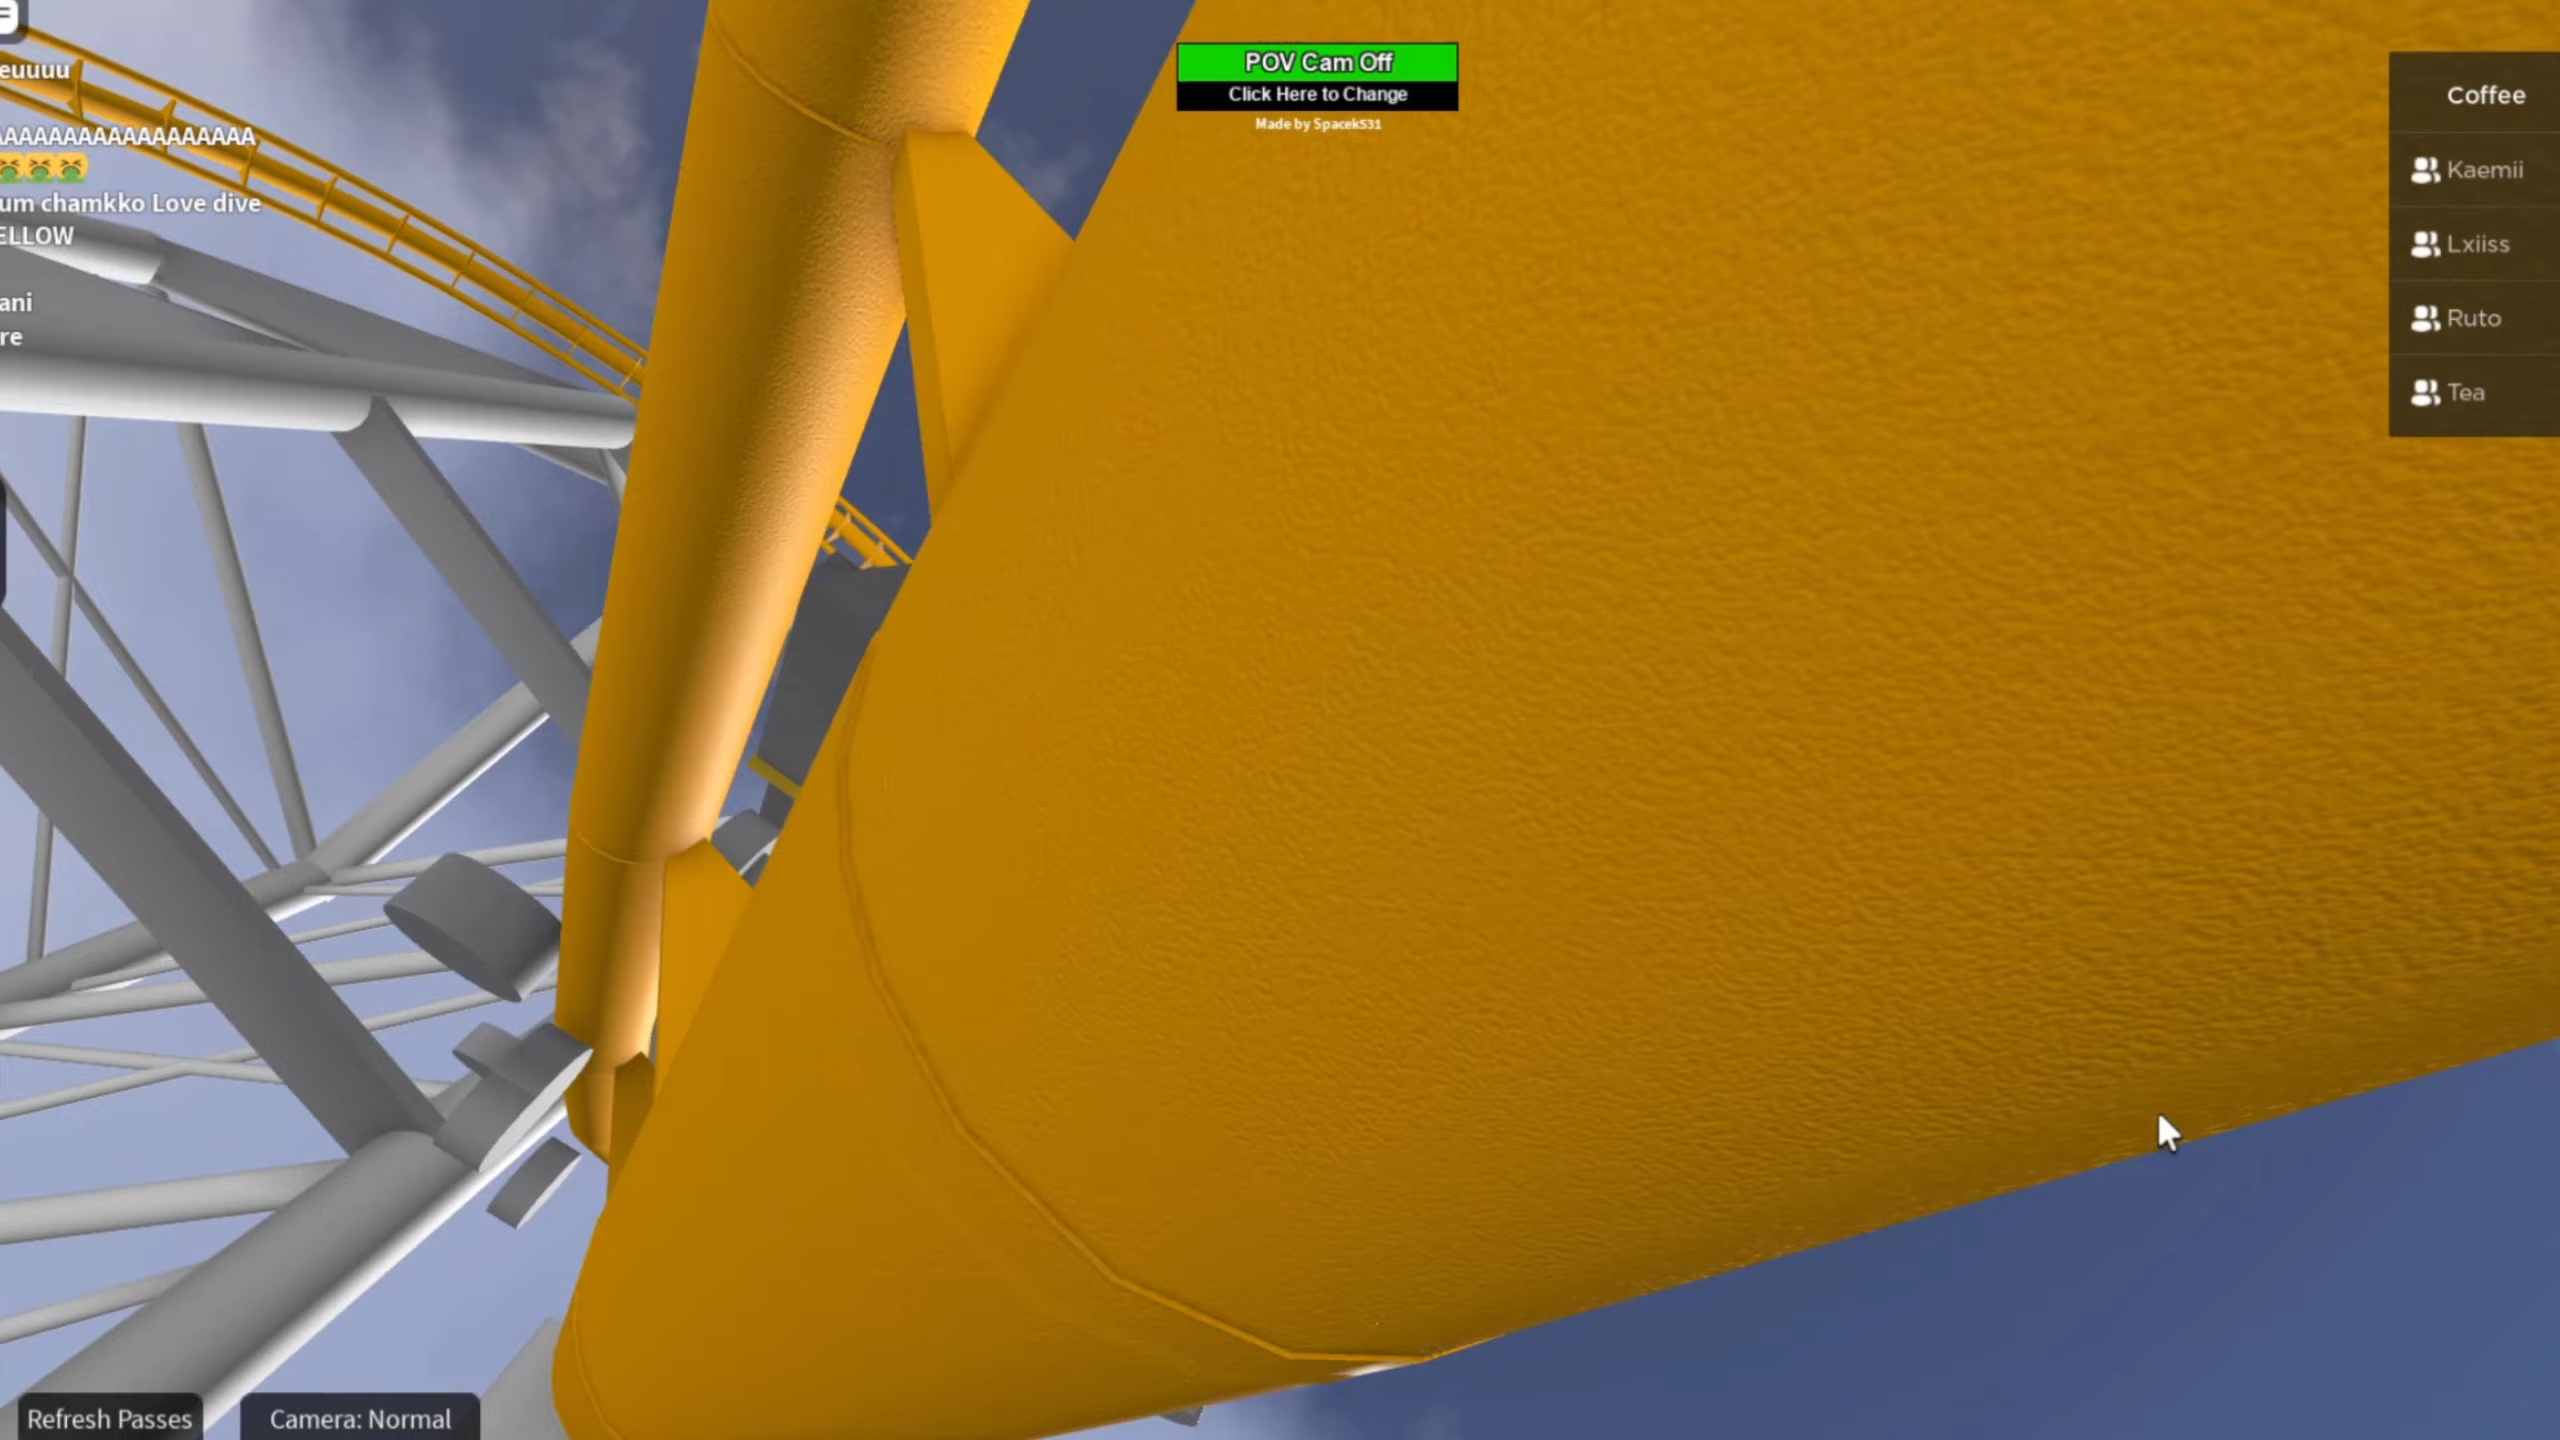 euuuu
AAAAAAAAAAAAAAAAAA
um chamkko Love dive
ELLOW
ani
re
POV Cam Off
Click Here to Change
Made by Spacek531
Coffee
Kaemii
Lxiiss
Ruto
Tea
Refresh Passes
Camera: Normal